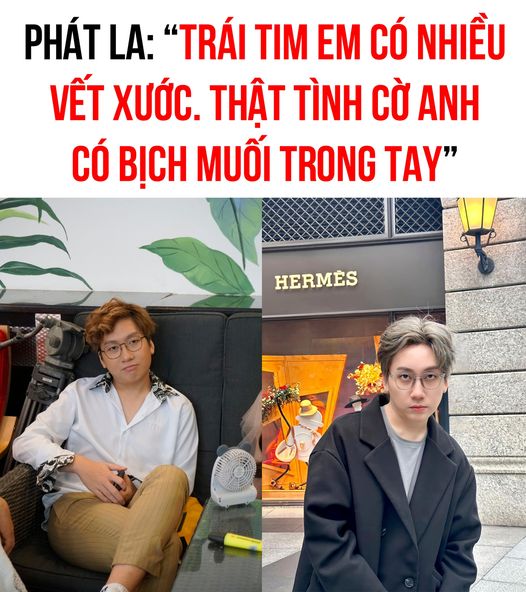 PHÁT LA: “TRÁI TIM EM CÓ NHIỀU
VẾT XƯỚC. THẬT TÌNH CỜ ANH
CÓ BỊCH MUỐI TRONG TAY”
HERMÈS